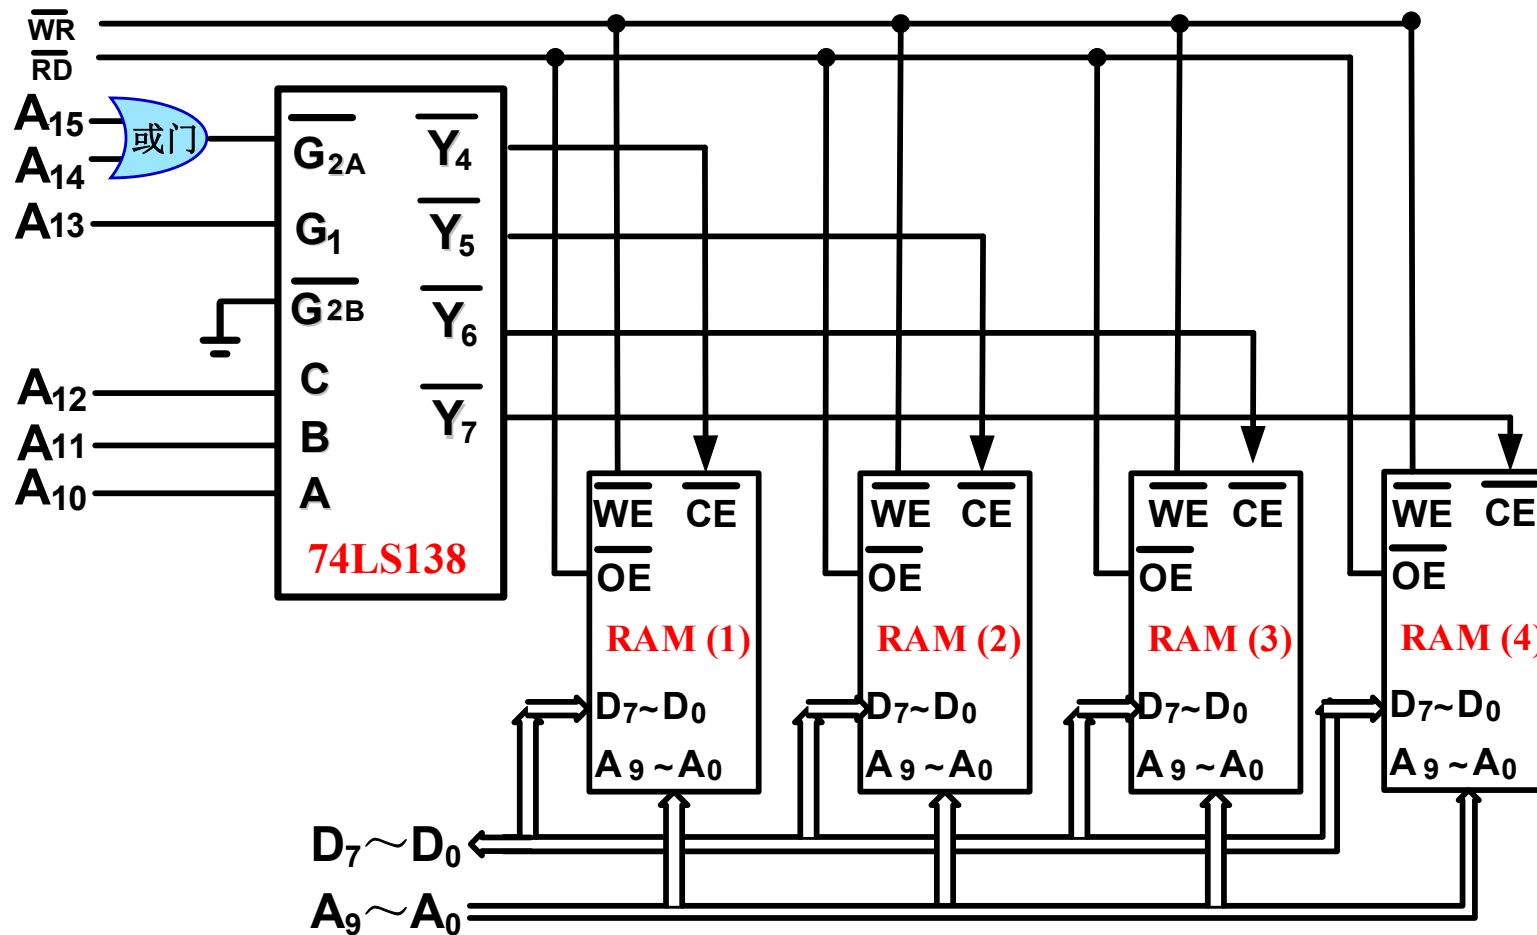 WR
RD
A15
A14
A13
A12
A11
A10
或门
G2A
G1
G2B
C
B
A
Y4
Y5
Y6
Y7
74LS138
WE CE
OE
RAM (1)
D7~D0
A9~A0
WE CE
OE
RAM (2)
D7~D0
A9~A0
WE CE
OE
RAM (3)
D7~D0
A9~A0
WE CE
OE
RAM (4)
D7~D0
A9~A0
D7～D0
A9～A0